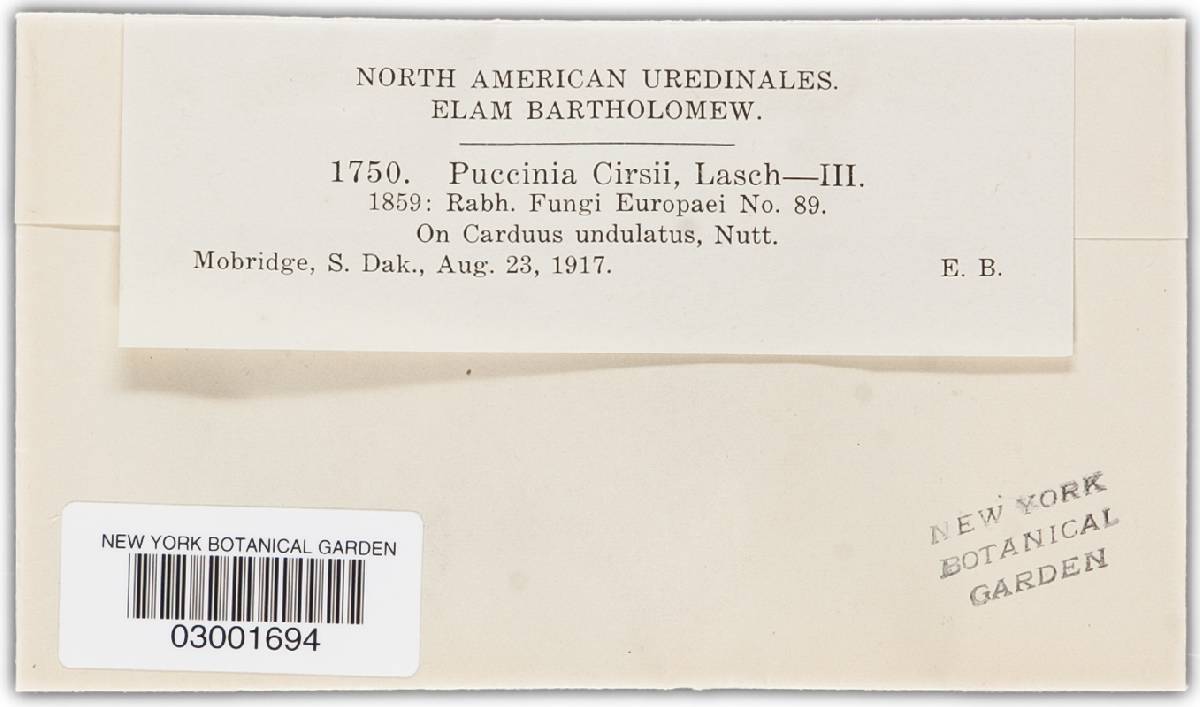 NORTH AMERICAN UREDINALES.
ELAM BARTHOLOMEW.
1750. Puccinia Cirsii, Lasch—III.
1859: Rabh. Fungi Europaei No. 89.
On Carduus undulatus, Nutt.
Mobridge, S. Dak., Aug. 23, 1917. E. B.
NEW YORK BOTANICAL GARDEN
03001694
NEW YORK
BOTANICAL
GARDEN